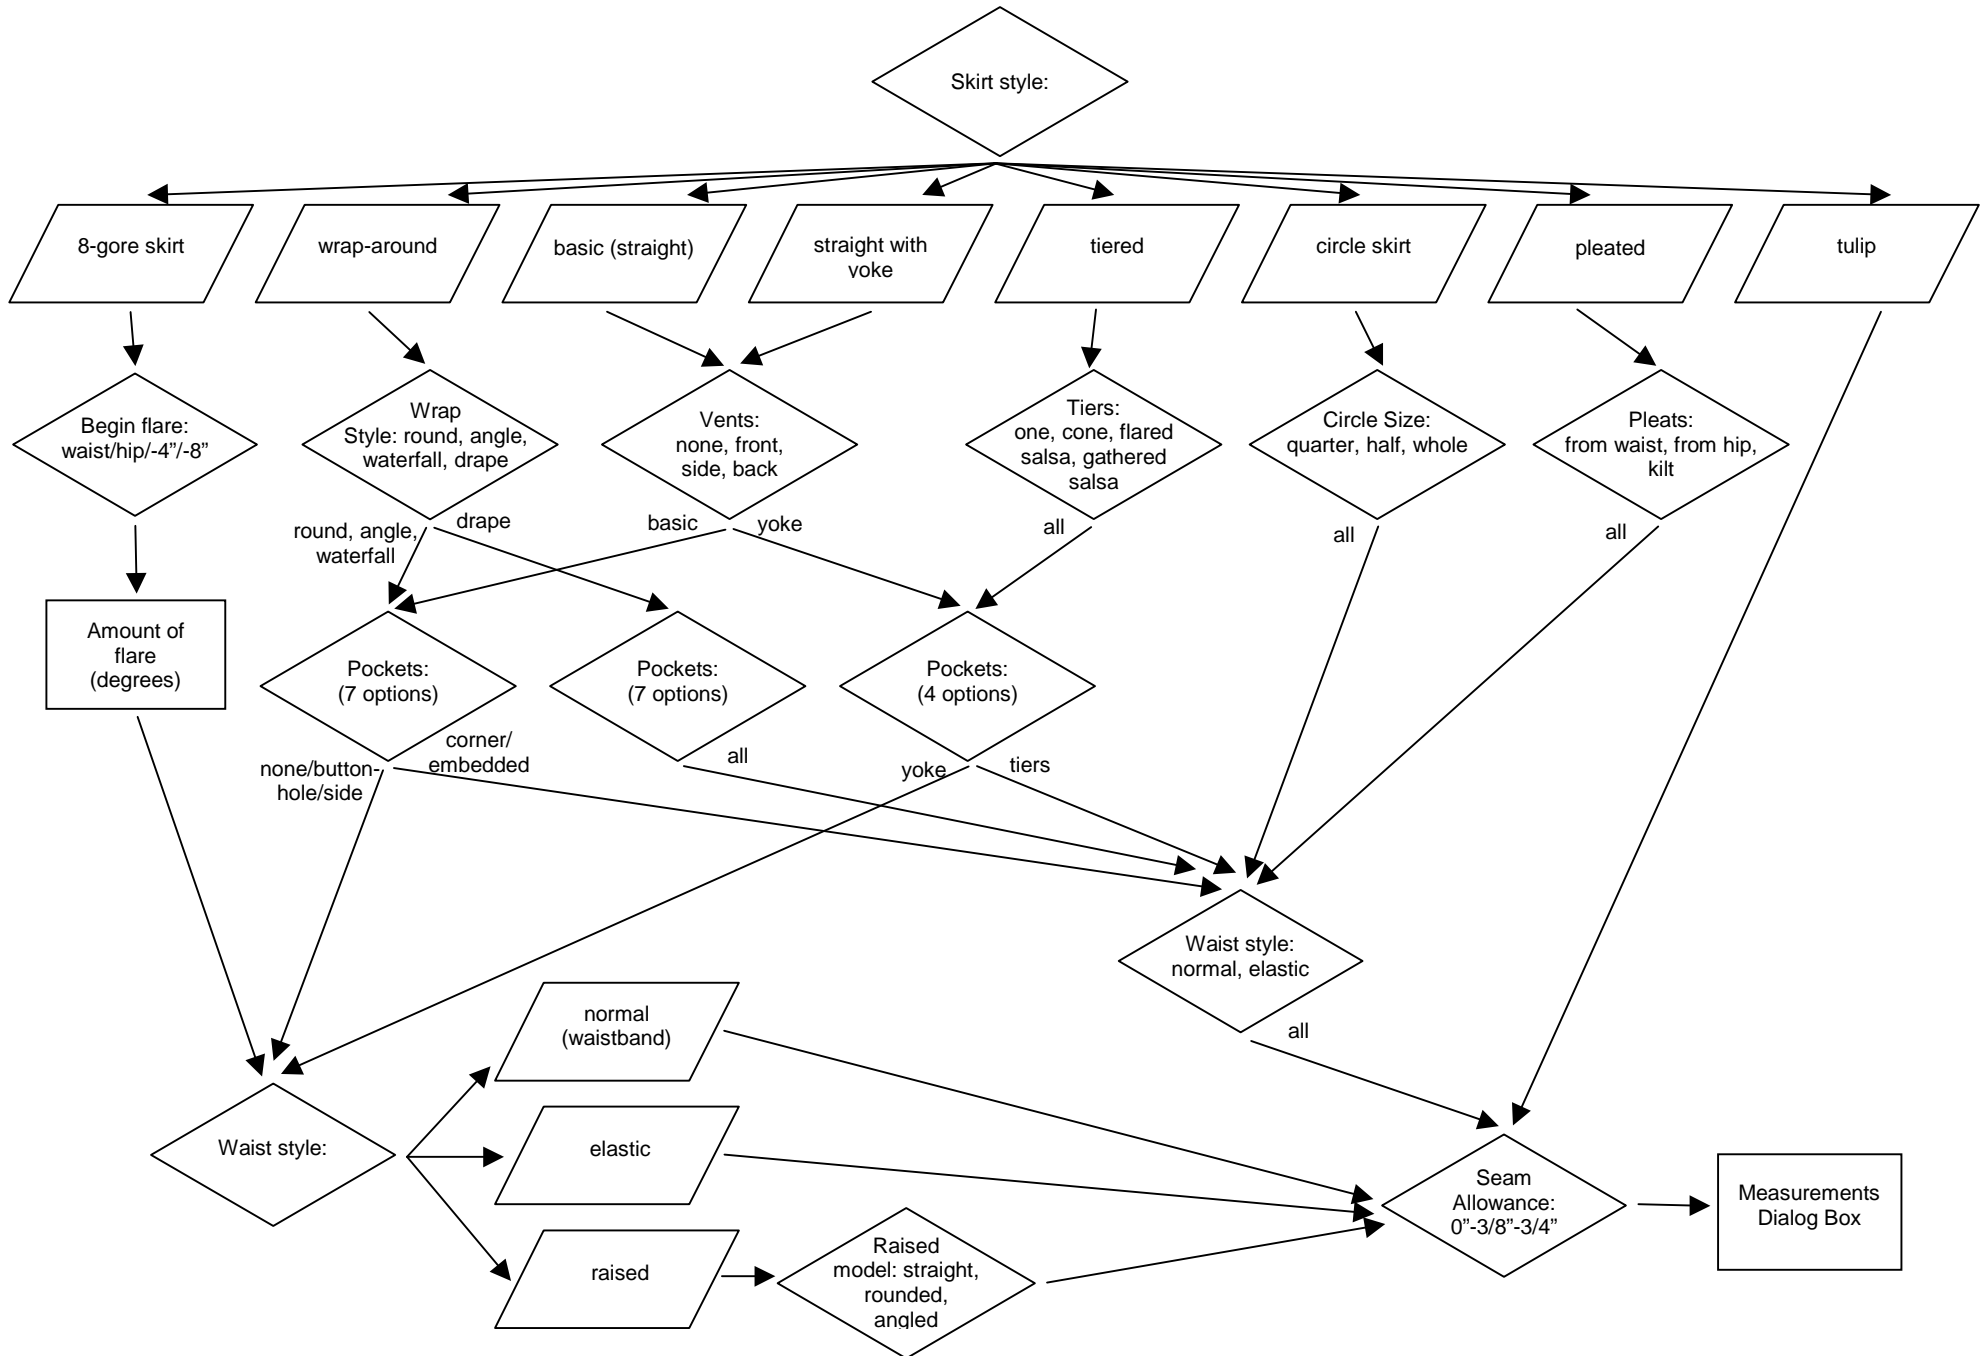 Skirt style:
8-gore skirt
wrap-around
basic (straight)
straight with
yoke
tiered
circle skirt
pleated
tulip
Begin flare:
waist/hip/-4”/-8”
Wrap
Style: round, angle,
waterfall, drape
Vents:
none, front,
side, back
Tiers:
one, cone, flared
salsa, gathered
salsa
Circle Size:
quarter, half, whole
Pleats:
from waist, from hip,
kilt
round, angle,
waterfall
drape
basic
yoke
all
all
all
Amount of
flare
(degrees)
Pockets:
(7 options)
Pockets:
(7 options)
Pockets:
(4 options)
none/button-
hole/side
corner/
embedded
all
yoke
tiers
Waist style:
normal, elastic
all
normal
(waistband)
Waist style:
elastic
raised
Raised
model: straight,
rounded,
angled
Seam
Allowance:
0”-3/8”-3/4”
Measurements
Dialog Box